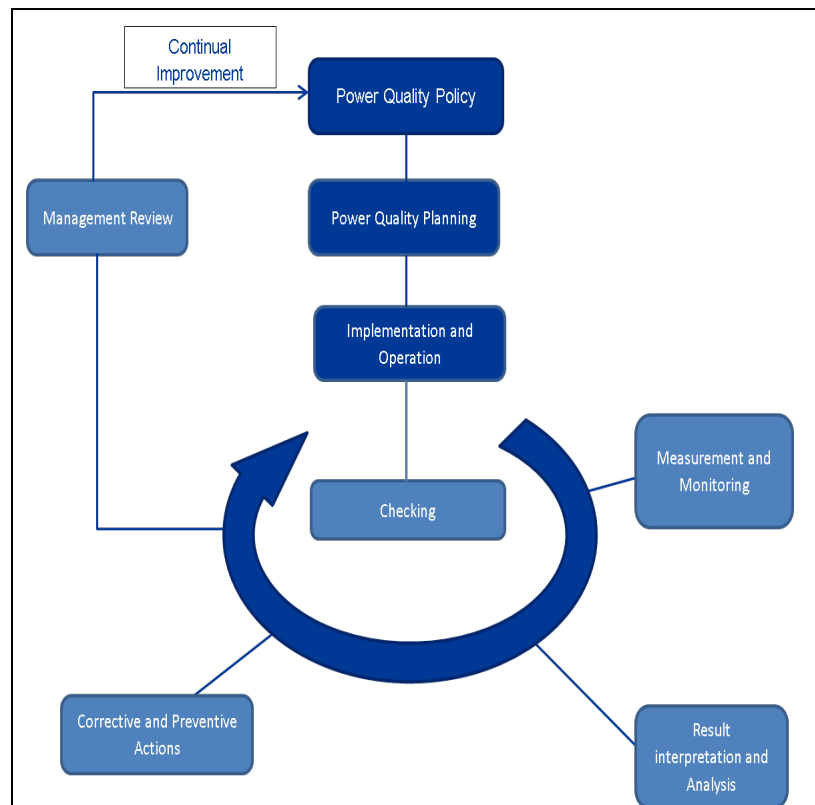 Continual
Improvement
Power Quality Policy
Management Review
Power Quality Planning
Implementation and
Operation
Measurement and
Monitoring
Checking
Corrective and Preventive
Actions
Result
interpretation and
Analysis